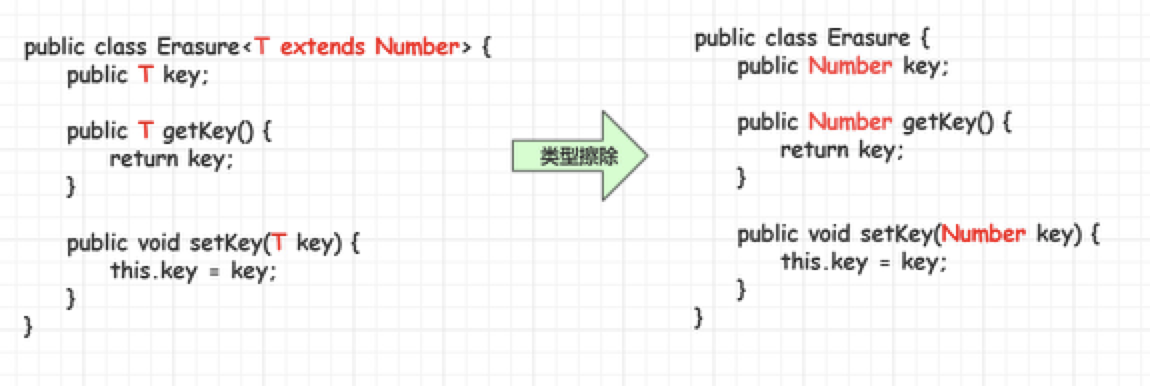 public class Erasure<T extends Number> {
public T key;
public T getKey() {
return key;
}
public void setKey(T key) {
this.key = key;
}
}
类型擦除
public class Erasure {
public Number key;
public Number getKey() {
return key;
}
public void setKey(Number key) {
this.key = key;
}
}